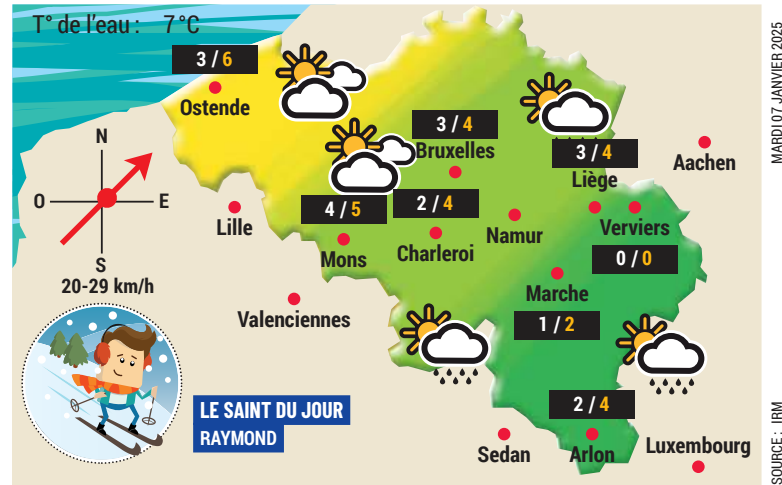 T° de l'eau : 7 °C
3 / 6
Ostende
3 / 4
Bruxelles
3 / 4
Liège
Aachen
N
O
E
S
20-29 km/h
Lille
4 / 5
Mons
2 / 4
Charleroi
Namur
Verviers
0 / 0
Marche
1 / 2
Valenciennes
LE SAINT DU JOUR
RAYMOND
2 / 4
Sedan
Arlon
Luxembourg
MARDI 07 JANVIER 2025
SOURCE : IRM